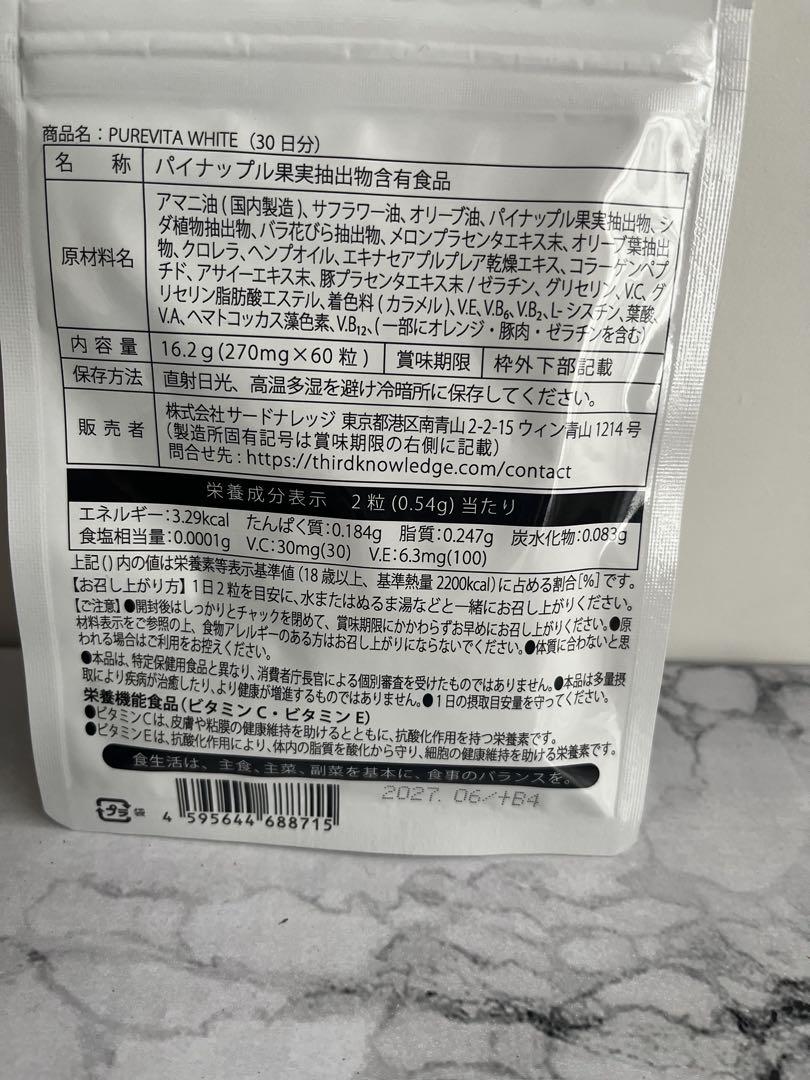 商品名：PUREVITA WHITE（30日分）
名　称　パイナップル果実抽出物含有食品
原材料名
アマニ油(国内製造)、サフラワー油、オリーブ油、パイナップル果実抽出物、シ
ダ植物抽出物、バラ花びら抽出物、メロンプラセンタエキス末、オリーブ葉抽出
物、クロレラ、ヘンプオイル、エキナセアプルプレア乾燥エキス、コラーゲンペプ
チド、アサイーエキス末、豚プラセンタエキス末/ゼラチン、グリセリン、V.C、グ
リセリン脂肪酸エステル、着色料(カラメル)、V.E、V.B6、V.B2、L-シスチン、葉酸、
V.A、ヘマトコッカス藻色素、V.B12、(一部にオレンジ・豚肉・ゼラチンを含む)
内容量　16.2g(270mg×60粒)　賞味期限　枠外下部記載
保存方法　直射日光、高温多湿を避け冷暗所に保存してください。
販売者
株式会社サードナレッジ 東京都港区南青山2-2-15 ウィン青山1214号
(製造所固有記号は賞味期限の右側に記載)
問合せ先：https://thirdknowledge.com/contact
栄養成分表示　2粒(0.54g)当たり
エネルギー：3.29kcal　たんぱく質：0.184g　脂質：0.247g　炭水化物：0.083g
食塩相当量：0.0001g　V.C：30mg(30)　V.E：6.3mg(100)
上記()内の値は栄養素等表示基準値(18歳以上、基準熱量2200kcal)に占める割合[%]です。
【お召し上がり方】1日2粒を目安に、水またはぬるま湯などと一緒にお召し上がりください。
【ご注意】●開封後はしっかりとチャックを閉めて、賞味期限にかかわらずお早めにお召し上がりください。●原
材料表示をご参照の上、食物アレルギーのある方はお召し上がりにならないでください。●体質に合わないと思
われる場合はご利用をお控えください。
●本品は、特定保健用食品と異なり、消費者庁長官による個別審査を受けたものではありません。●本品は多量摂
取により疾病が治癒したり、より健康が増進するものではありません。●1日の摂取目安量を守ってください。
栄養機能食品(ビタミンC・ビタミンE)
●ビタミンCは、皮膚や粘膜の健康維持を助けるとともに、抗酸化作用を持つ栄養素です。
●ビタミンEは、抗酸化作用により、体内の脂質を酸化から守り、細胞の健康維持を助ける栄養素です。
食生活は、主食、主菜、副菜を基本に、食事のバランスを。
2027. 06/+B4
プラ 袋
4 595644 688715